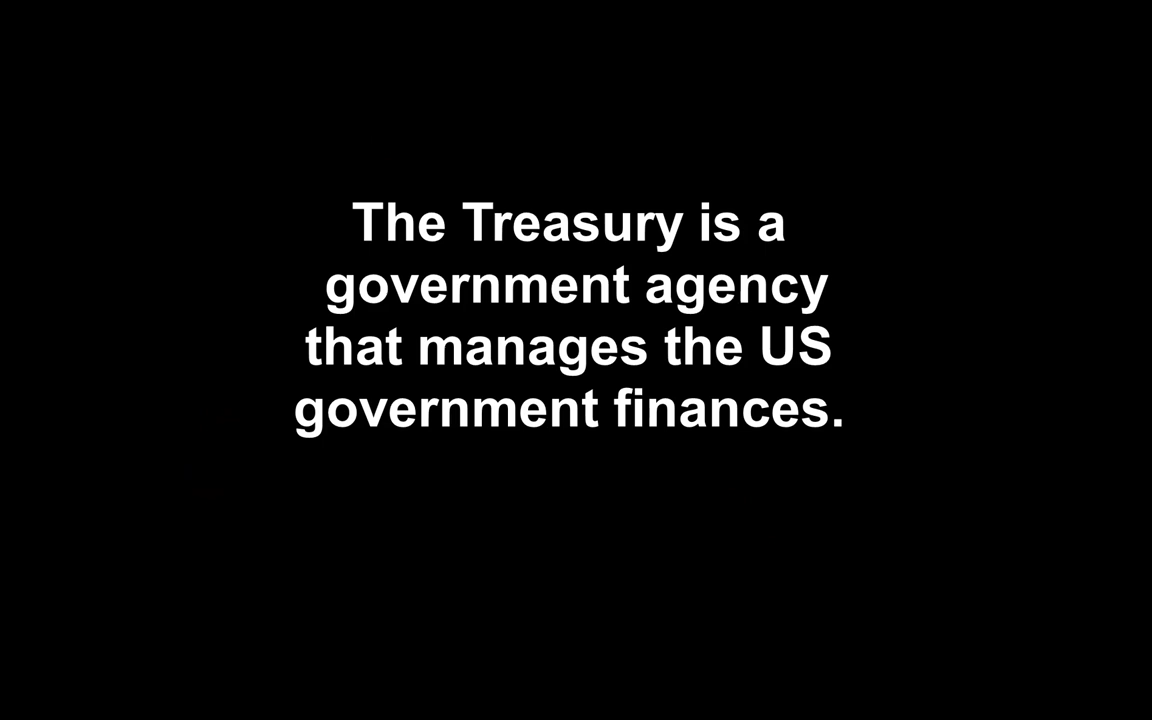 The Treasury is a
government agency
that manages the US
government finances.